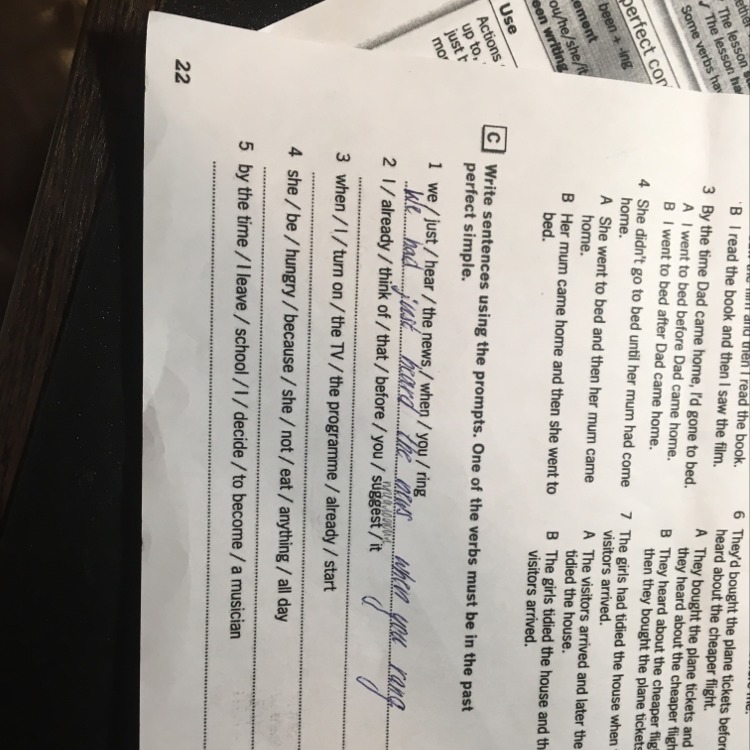 Use
Actions
up to,
just h
perfect con
been + -ing
ement
ou/he/she/it
een writing
The lesson
The lesson ha
Some verbs ha
B I read the book and then I saw the film.
3 By the time Dad came home, I'd gone to bed.
A I went to bed before Dad came home.
B I went to bed after Dad came home.
4 She didn't go to bed until her mum had come
home.
A She went to bed and then her mum came
home.
B Her mum came home and then she went to
bed.
6 They'd bought the plane tickets before
heard about the cheaper flight.
A They bought the plane tickets and
they heard about the cheaper fligh
B They heard about the cheaper flig
then they bought the plane tickets
7 The girls had tidied the house when
visitors arrived.
A The visitors arrived and later the
tidied the house.
B The girls tidied the house and th
visitors arrived.
C Write sentences using the prompts. One of the verbs must be in the past
perfect simple.
1 we / just / hear / the news / when / you / ring
We had just heard the news when you rang
2 I / already / think of / that / before / you / suggest / it
3 when / I / turn on / the TV / the programme / already / start
4 she / be / hungry / because / she / not / eat / anything / all day
5 by the time / I leave / school / I / decide / to become / a musician
22